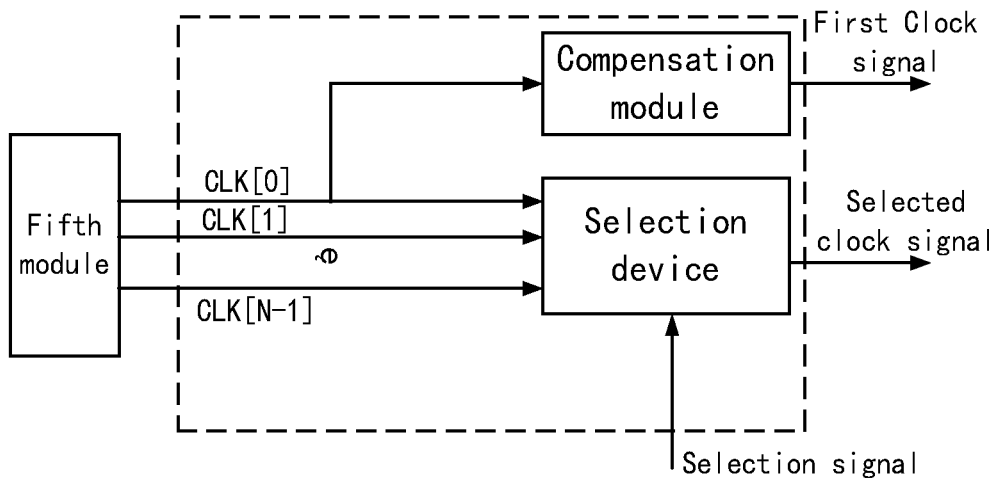 First Clock
signal
Compensation
module
CLK[0]
CLK[1]
CLK[N-1]
Fifth
module
Selection
device
Selected
clock signal
Selection signal